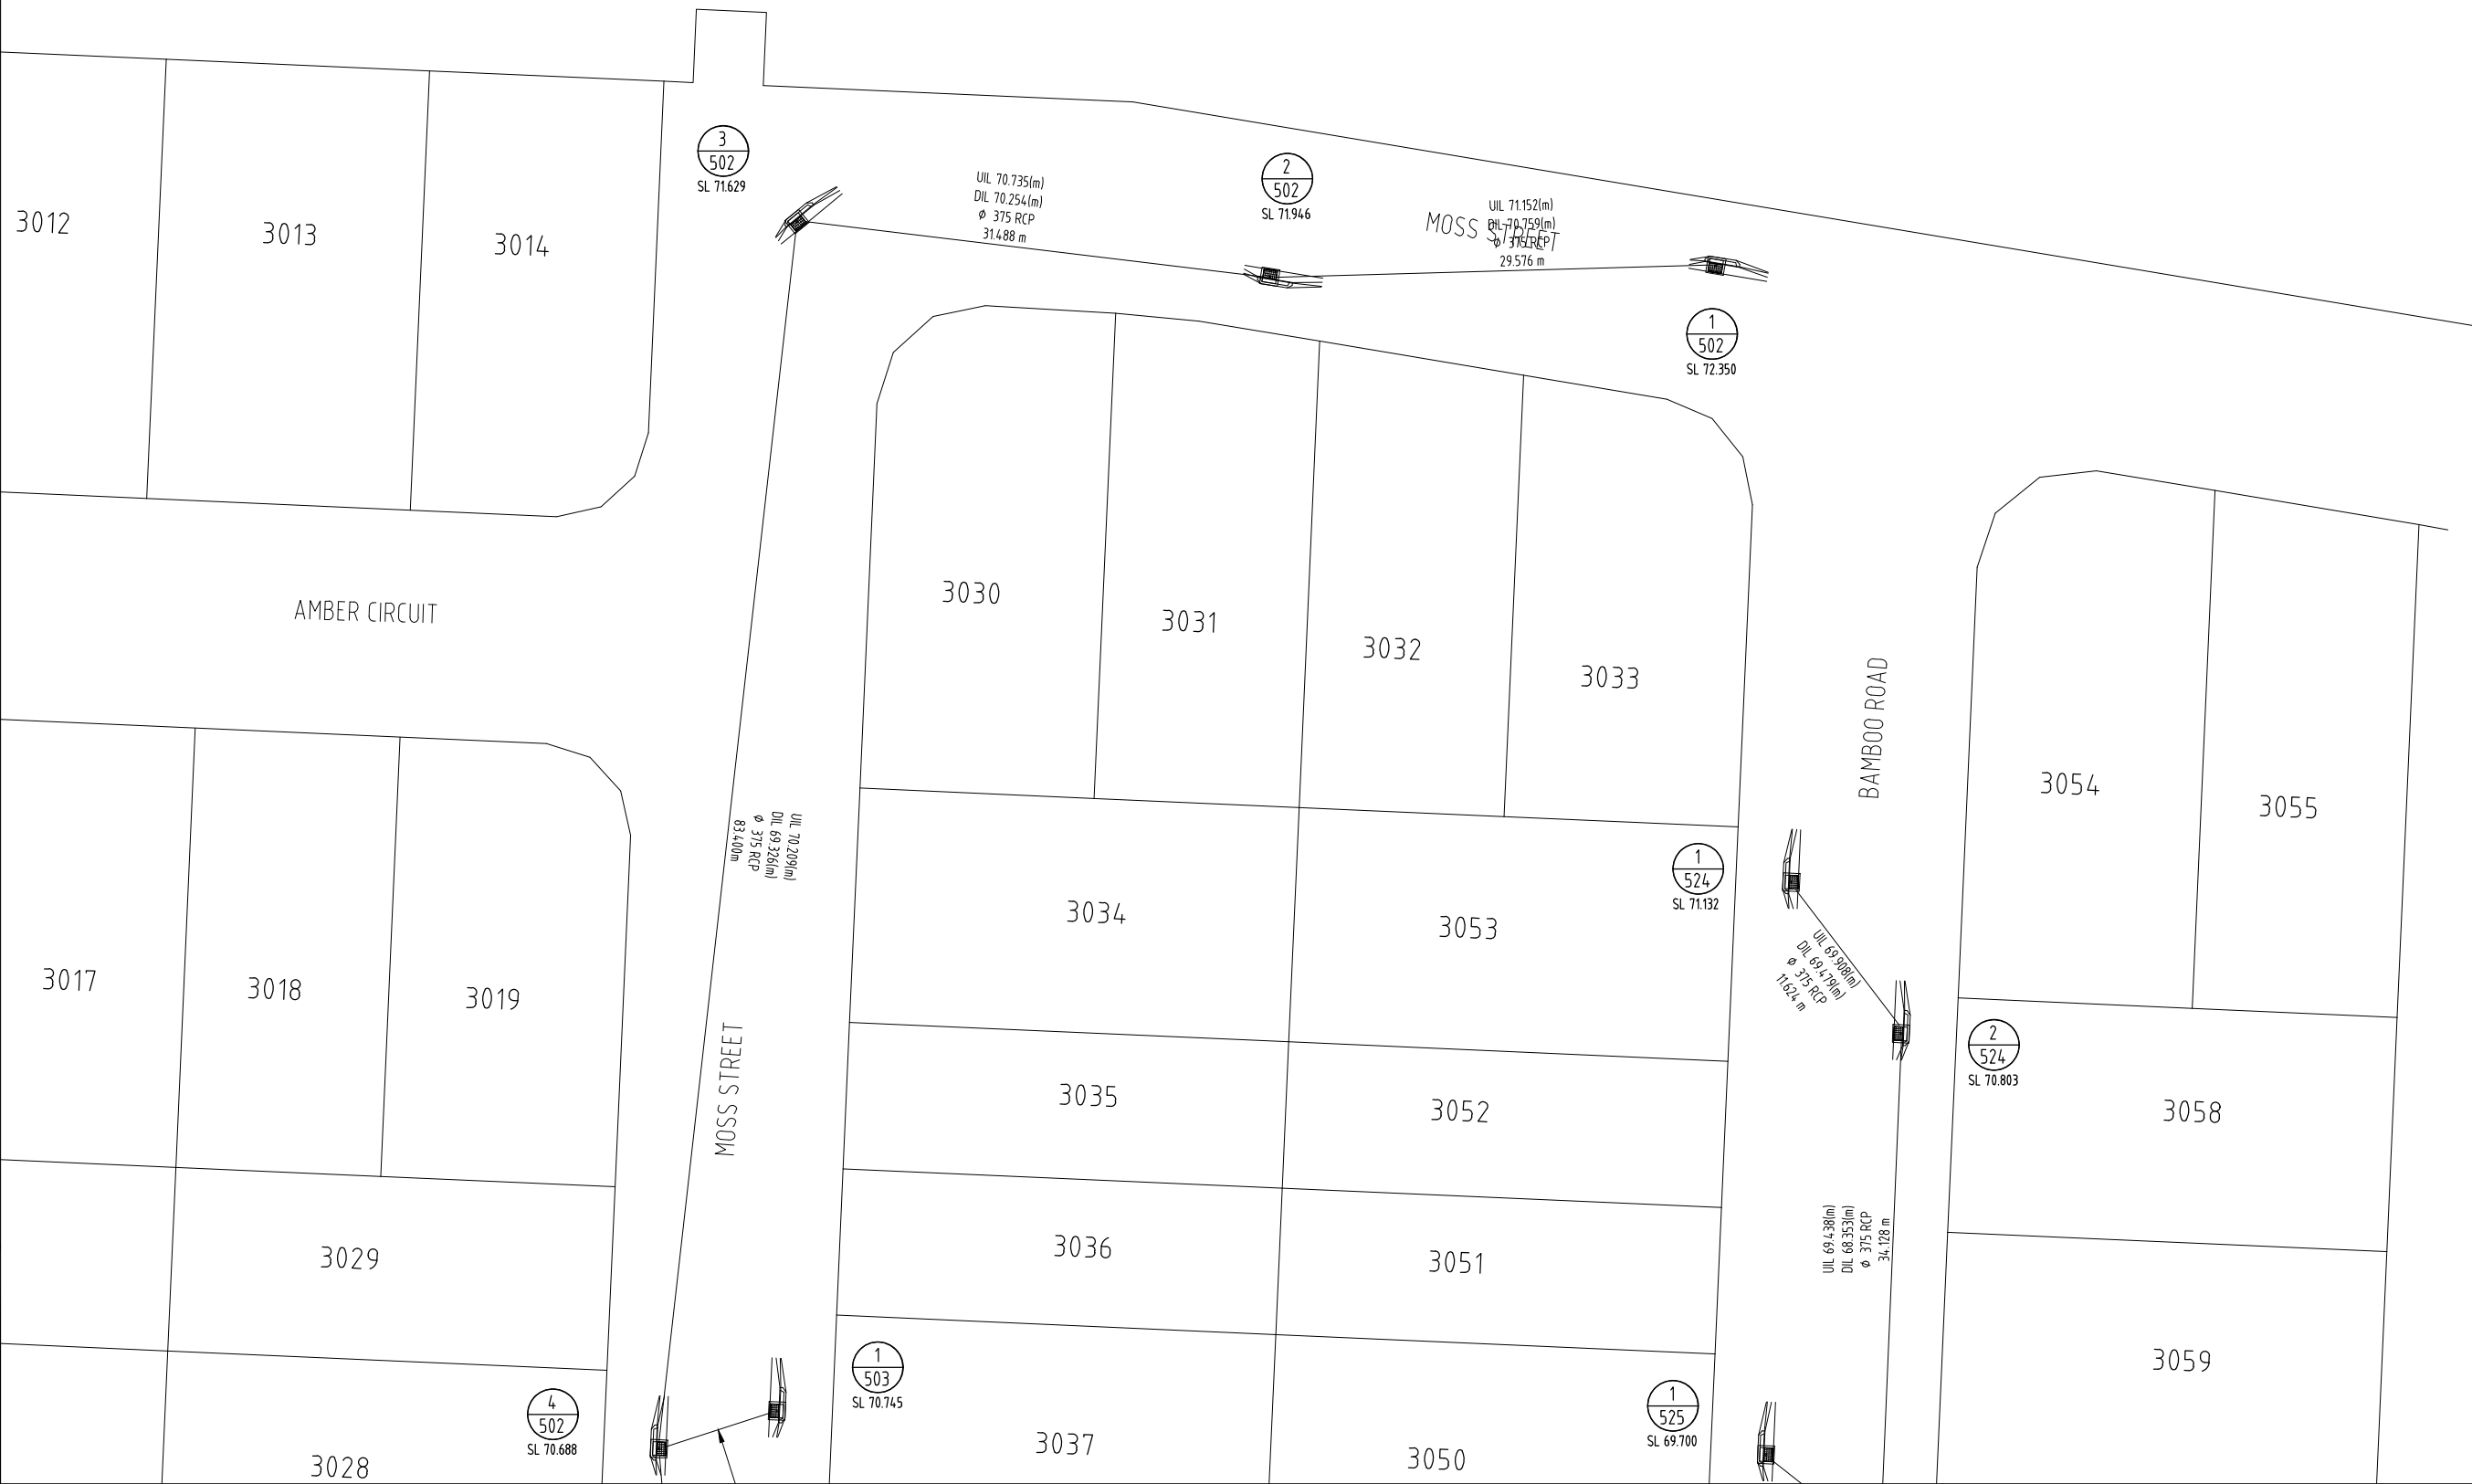 3
502
SL 71.629
2
502
SL 71.946
UIL 70.735(m)
DIL 70.254(m)
ϕ 375 RCP
31.488 m
UIL 71.152(m)
DIL 70.759(m)
ϕ 375 RCP
29.576 m
MOSS STREET
3012
3013
3014
1
502
SL 72.350
AMBER CIRCUIT
3030
3031
3032
3033
BAMBOO ROAD
3054
3055
UIL 70.209(m)
DIL 69.326(m)
ϕ 375 RCP
83.400m
1
524
SL 71.132
3034
3053
UIL 69.908(m)
DIL 69.479(m)
ϕ 375 RCP
11.624 m
3017
3018
3019
MOSS STREET
2
524
SL 70.803
3035
3052
3058
3029
3036
3051
UIL 69.438(m)
DIL 68.353(m)
ϕ 375 RCP
34.128 m
3059
1
503
SL 70.745
4
502
SL 70.688
1
525
SL 69.700
3028
3037
3050